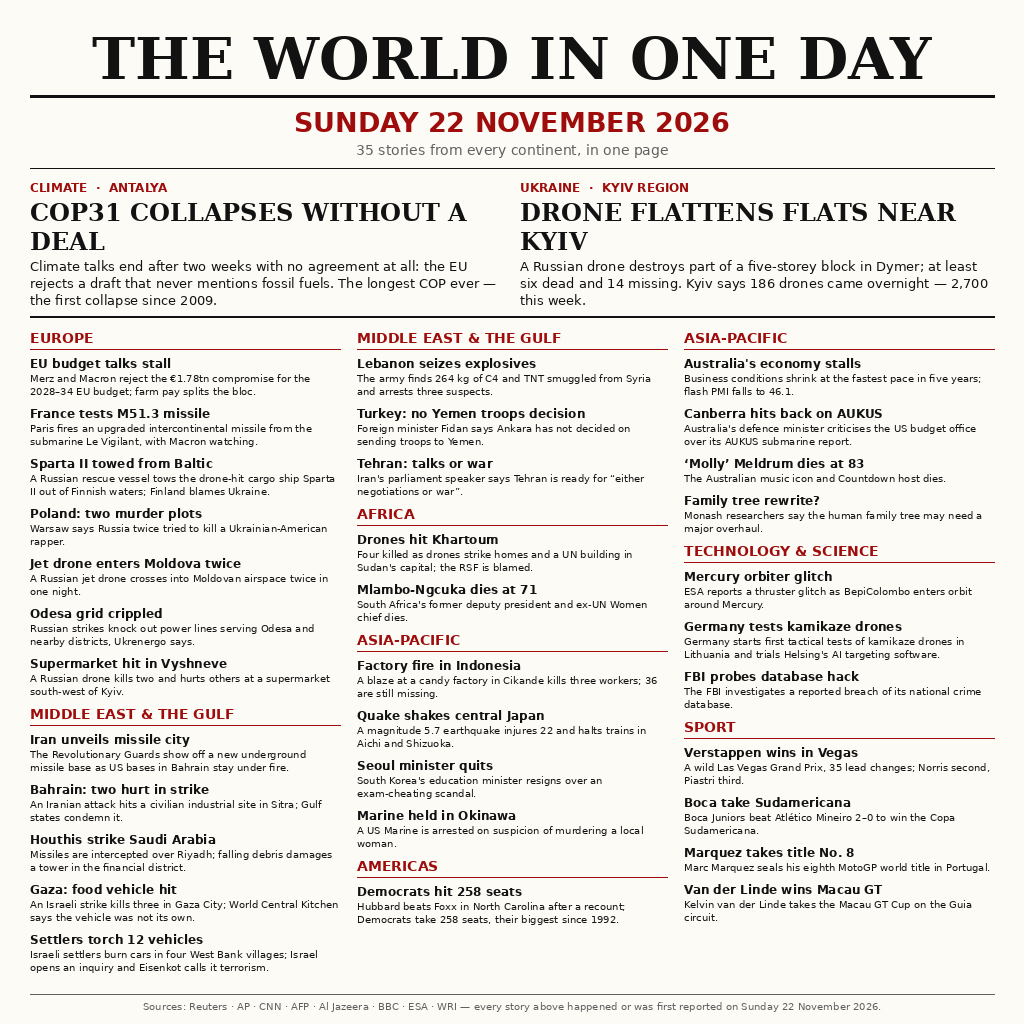 THE WORLD IN ONE DAY
SUNDAY 22 NOVEMBER 2026
35 stories from every continent, in one page
CLIMATE · ANTALYA
COP31 COLLAPSES WITHOUT A
DEAL
Climate talks end after two weeks with no agreement at all: the EU
rejects a draft that never mentions fossil fuels. The longest COP ever —
the first collapse since 2009.
UKRAINE · KYIV REGION
DRONE FLATTENS FLATS NEAR
KYIV
A Russian drone destroys part of a five-storey block in Dymer; at least
six dead and 14 missing. Kyiv says 186 drones came overnight — 2,700
this week.
EUROPE
EU budget talks stall
Merz and Macron reject the €1.78tn compromise for the
2028–34 EU budget; farm pay splits the bloc.
France tests M51.3 missile
Paris fires an upgraded intercontinental missile from the
submarine Le Vigilant, with Macron watching.
Sparta II towed from Baltic
A Russian rescue vessel tows the drone-hit cargo ship Sparta
II out of Finnish waters; Finland blames Ukraine.
Poland: two murder plots
Warsaw says Russia twice tried to kill a Ukrainian-American
rapper.
Jet drone enters Moldova twice
A Russian jet drone crosses into Moldovan airspace twice in
one night.
Odesa grid crippled
Russian strikes knock out power lines serving Odesa and
nearby districts, Ukrenergo says.
Supermarket hit in Vyshneve
A Russian drone kills two and hurts others at a supermarket
south-west of Kyiv.
MIDDLE EAST & THE GULF
Iran unveils missile city
The Revolutionary Guards show off a new underground
missile base as US bases in Bahrain stay under fire.
Bahrain: two hurt in strike
An Iranian attack hits a civilian industrial site in Sitra; Gulf
states condemn it.
Houthis strike Saudi Arabia
Missiles are intercepted over Riyadh; falling debris damages
a tower in the financial district.
Gaza: food vehicle hit
An Israeli strike kills three in Gaza City; World Central Kitchen
says the vehicle was not its own.
Settlers torch 12 vehicles
Israeli settlers burn cars in four West Bank villages; Israel
opens an inquiry and Eisenkot calls it terrorism.
MIDDLE EAST & THE GULF
Lebanon seizes explosives
The army finds 264 kg of C4 and TNT smuggled from Syria
and arrests three suspects.
Turkey: no Yemen troops decision
Foreign minister Fidan says Ankara has not decided on
sending troops to Yemen.
Tehran: talks or war
Iran's parliament speaker says Tehran is ready for “either
negotiations or war”.
AFRICA
Drones hit Khartoum
Four killed as drones strike homes and a UN building in
Sudan's capital; the RSF is blamed.
Mlambo-Ngcuka dies at 71
South Africa's former deputy president and ex-UN Women
chief dies.
ASIA-PACIFIC
Factory fire in Indonesia
A blaze at a candy factory in Cikande kills three workers; 36
are still missing.
Quake shakes central Japan
A magnitude 5.7 earthquake injures 22 and halts trains in
Aichi and Shizuoka.
Seoul minister quits
South Korea's education minister resigns over an
exam-cheating scandal.
Marine held in Okinawa
A US Marine is arrested on suspicion of murdering a local
woman.
AMERICAS
Democrats hit 258 seats
Hubbard beats Foxx in North Carolina after a recount;
Democrats take 258 seats, their biggest since 1992.
ASIA-PACIFIC
Australia's economy stalls
Business conditions shrink at the fastest pace in five years;
flash PMI falls to 46.1.
Canberra hits back on AUKUS
Australia's defence minister criticises the US budget office
over its AUKUS submarine report.
‘Molly’ Meldrum dies at 83
The Australian music icon and Countdown host dies.
Family tree rewrite?
Monash researchers say the human family tree may need a
major overhaul.
TECHNOLOGY & SCIENCE
Mercury orbiter glitch
ESA reports a thruster glitch as BepiColombo enters orbit
around Mercury.
Germany tests kamikaze drones
Germany starts first tactical tests of kamikaze drones in
Lithuania and trials Helsing's AI targeting software.
FBI probes database hack
The FBI investigates a reported breach of its national crime
database.
SPORT
Verstappen wins in Vegas
A wild Las Vegas Grand Prix, 35 lead changes; Norris second,
Piastri third.
Boca take Sudamericana
Boca Juniors beat Atlético Mineiro 2–0 to win the Copa
Sudamericana.
Marquez takes title No. 8
Marc Marquez seals his eighth MotoGP world title in Portugal.
Van der Linde wins Macau GT
Kelvin van der Linde takes the Macau GT Cup on the Guia
circuit.
Sources: Reuters · AP · CNN · AFP · Al Jazeera · BBC · ESA · WRI — every story above happened or was first reported on Sunday 22 November 2026.